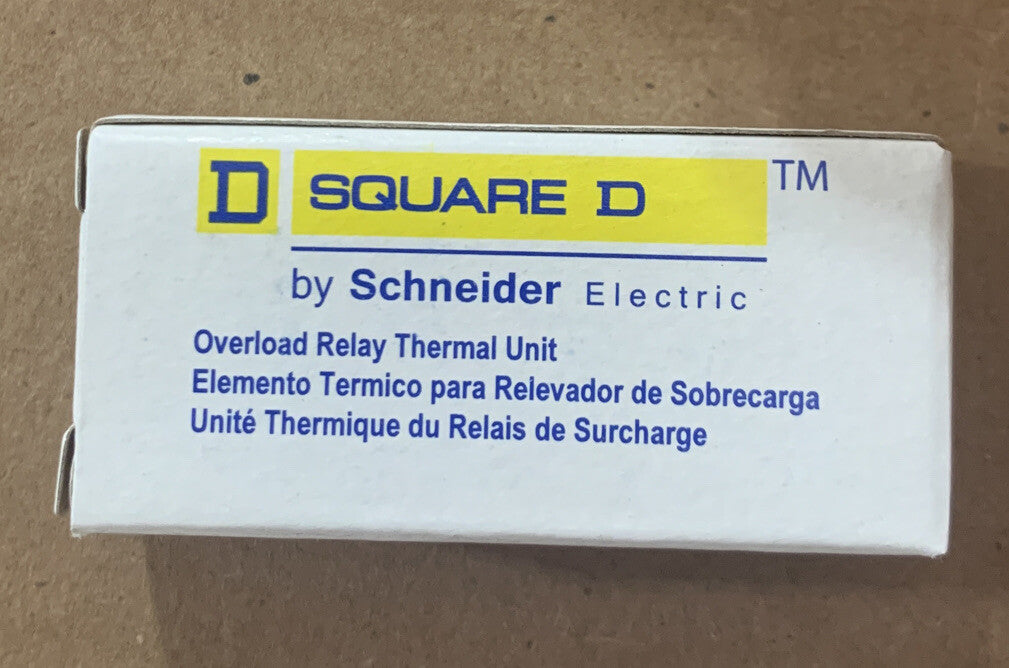 D SQUARE D TM
by Schneider Electric
Overload Relay Thermal Unit
Elemento Termico para Relevador de Sobrecarga
Unité Thermique du Relais de Surcharge